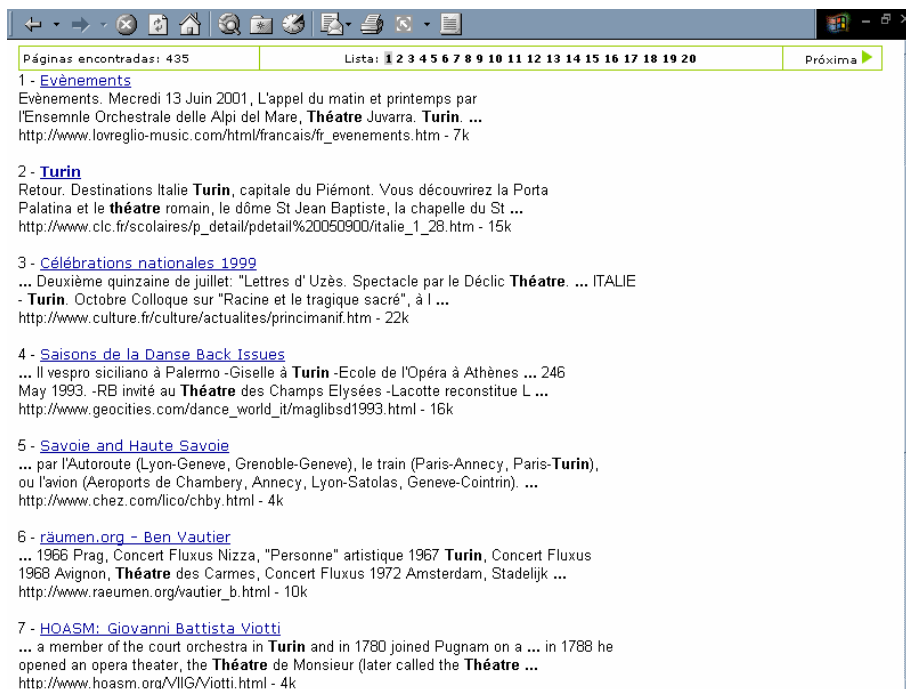 Páginas encontradas: 435 Lista: 1 2 3 4 5 6 7 8 9 10 11 12 13 14 15 16 17 18 19 20 Próxima
1 - Evènements
Evènements. Mecredi 13 Juin 2001, L'appel du matin et printemps par
l'Ensemnle Orchestrale delle Alpi del Mare, Théatre Juvarra. Turin. ...
http://www.lovreglio-music.com/html/francais/fr_evenements.htm - 7k
2 - Turin
Retour. Destinations Italie Turin, capitale du Piémont. Vous découvrirez la Porta
Palatina et le théatre romain, le dôme St Jean Baptiste, la chapelle du St ...
http://www.clc.fr/scolaires/p_detail/pdetail%20050900/italie_1_28.htm - 15k
3 - Célébrations nationales 1999
... Deuxième quinzaine de juillet: "Lettres d' Uzès. Spectacle par le Déclic Théatre. ... ITALIE
- Turin. Octobre Colloque sur "Racine et le tragique sacré", à l ...
http://www.culture.fr/culture/actualites/princimanif.htm - 22k
4 - Saisons de la Danse Back Issues
... Il vespro siciliano à Palermo -Giselle à Turin -Ecole de l'Opéra à Athènes ... 246
May 1993. -RB invité au Théatre des Champs Elysées -Lacotte reconstitue L ...
http://www.geocities.com/dance_world_it/maglibsd1993.html - 16k
5 - Savoie and Haute Savoie
... par l'Autoroute (Lyon-Geneve, Grenoble-Geneve), le train (Paris-Annecy, Paris-Turin),
ou l'avion (Aeroports de Chambery, Annecy, Lyon-Satolas, Geneve-Cointrin). ...
http://www.chez.com/lico/chby.html - 4k
6 - räumen.org - Ben Vautier
... 1966 Prag, Concert Fluxus Nizza, "Personne" artistique 1967 Turin, Concert Fluxus
1968 Avignon, Théatre des Carmes, Concert Fluxus 1972 Amsterdam, Stadelijk ...
http://www.raeumen.org/vautier_b.html - 10k
7 - HOASM: Giovanni Battista Viotti
... a member of the court orchestra in Turin and in 1780 joined Pugnam on a ... in 1788 he
opened an opera theater, the Théatre de Monsieur (later called the Théatre ...
http://www.hoasm.org/VIIG/Viotti.html - 4k